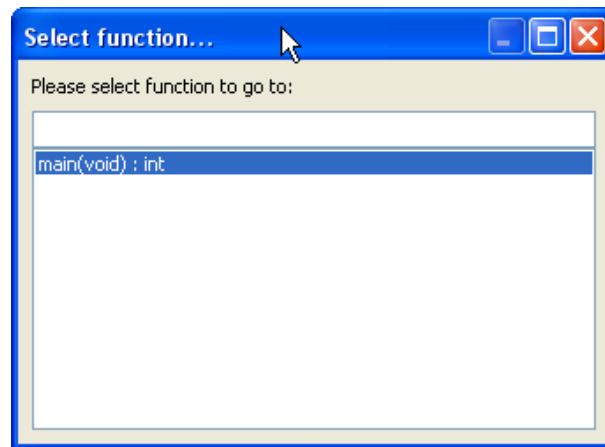 Select function...
Please select function to go to:
main(void) : int